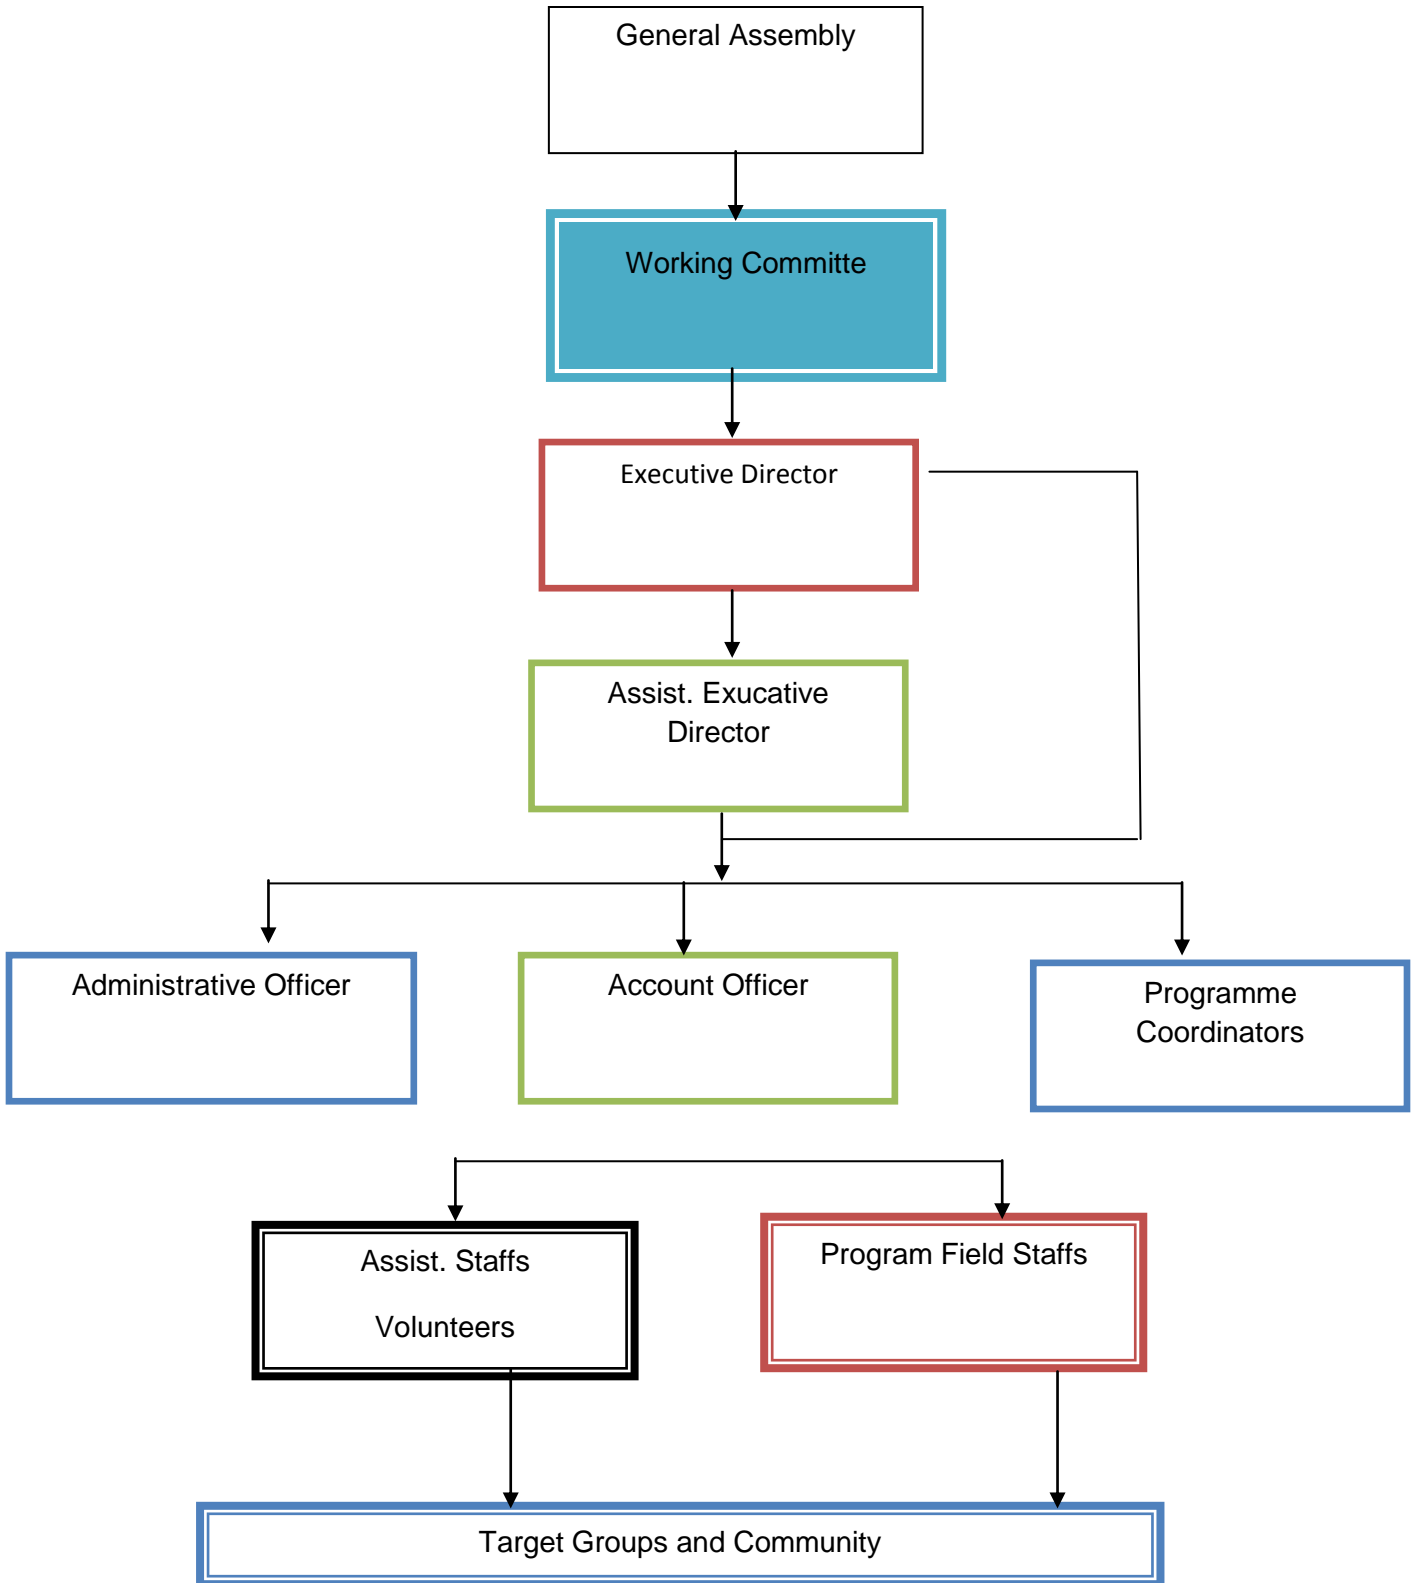 General Assembly
Working Committe
Executive Director
Assist. Exucative
Director
Administrative Officer
Account Officer
Programme
Coordinators
Assist. Staffs
Volunteers
Program Field Staffs
Target Groups and Community